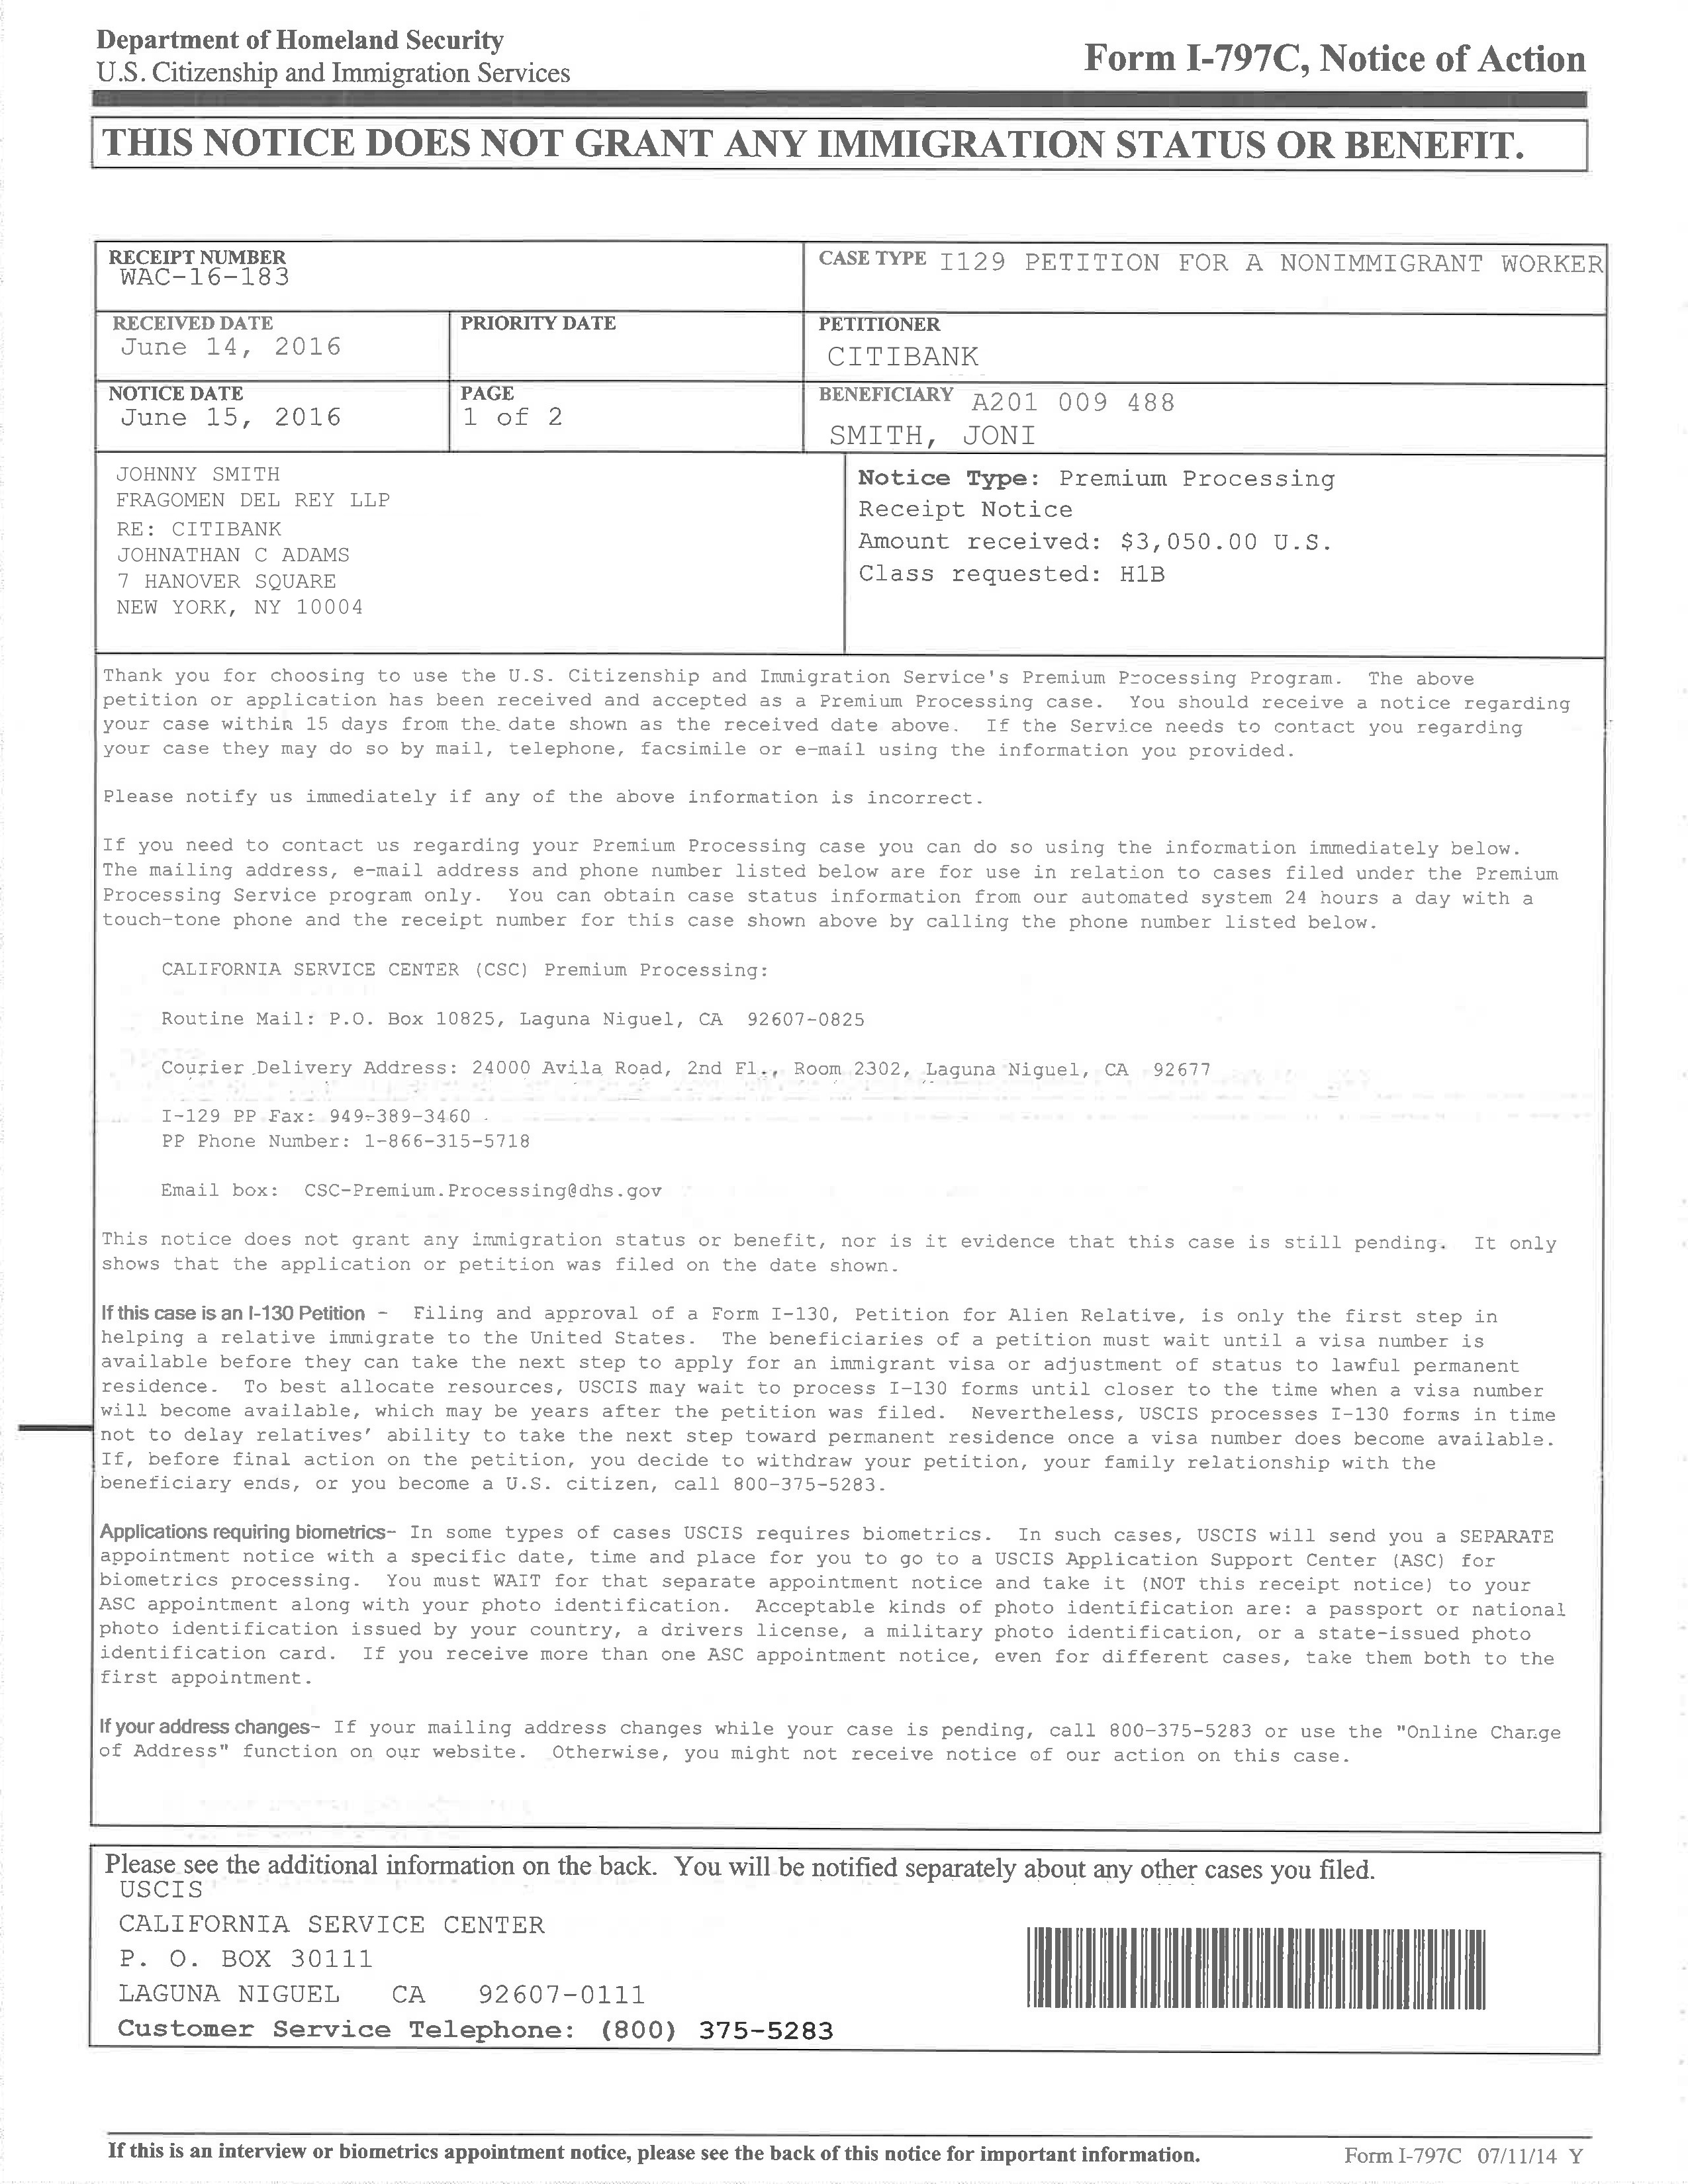 Department of Homeland Security
U.S. Citizenship and Immigration Services
Form I-797C, Notice of Action
THIS NOTICE DOES NOT GRANT ANY IMMIGRATION STATUS OR BENEFIT.
RECEIPT NUMBER
WAC-16-183
CASE TYPE I129 PETITION FOR A NONIMMIGRANT WORKER
RECEIVED DATE
June 14, 2016
PRIORITY DATE
PETITIONER
CITIBANK
NOTICE DATE
June 15, 2016
PAGE
1 of 2
BENEFICIARY A201 009 488
SMITH, JONI
JOHNNY SMITH
FRAGOMEN DEL REY LLP
RE: CITIBANK
JOHNATHAN C ADAMS
7 HANOVER SQUARE
NEW YORK, NY 10004
Notice Type: Premium Processing
Receipt Notice
Amount received: $3,050.00 U.S.
Class requested: H1B
Thank you for choosing to use the U.S. Citizenship and Immigration Service's Premium Processing Program. The above
petition or application has been received and accepted as a Premium Processing case. You should receive a notice regarding
your case within 15 days from the date shown as the received date above. If the Service needs to contact you regarding
your case they may do so by mail, telephone, facsimile or e-mail using the information you provided.
Please notify us immediately if any of the above information is incorrect.
If you need to contact us regarding your Premium Processing case you can do so using the information immediately below.
The mailing address, e-mail address and phone number listed below are for use in relation to cases filed under the Premium
Processing Service program only. You can obtain case status information from our automated system 24 hours a day with a
touch-tone phone and the receipt number for this case shown above by calling the phone number listed below.
CALIFORNIA SERVICE CENTER (CSC) Premium Processing:
Routine Mail: P.O. Box 10825, Laguna Niguel, CA 92607-0825
Courier Delivery Address: 24000 Avila Road, 2nd Fl., Room 2302, Laguna Niguel, CA 92677
I-129 PP Fax: 949-389-3460
PP Phone Number: 1-866-315-5718
Email box: CSC-Premium.Processing@dhs.gov
This notice does not grant any immigration status or benefit, nor is it evidence that this case is still pending. It only
shows that the application or petition was filed on the date shown.
If this case is an I-130 Petition - Filing and approval of a Form I-130, Petition for Alien Relative, is only the first step in
helping a relative immigrate to the United States. The beneficiaries of a petition must wait until a visa number is
available before they can take the next step to apply for an immigrant visa or adjustment of status to lawful permanent
residence. To best allocate resources, USCIS may wait to process I-130 forms until closer to the time when a visa number
will become available, which may be years after the petition was filed. Nevertheless, USCIS processes I-130 forms in time
not to delay relatives' ability to take the next step toward permanent residence once a visa number does become available.
If, before final action on the petition, you decide to withdraw your petition, your family relationship with the
beneficiary ends, or you become a U.S. citizen, call 800-375-5283.
Applications requiring biometrics- In some types of cases USCIS requires biometrics. In such cases, USCIS will send you a SEPARATE
appointment notice with a specific date, time and place for you to go to a USCIS Application Support Center (ASC) for
biometrics processing. You must WAIT for that separate appointment notice and take it (NOT this receipt notice) to your
ASC appointment along with your photo identification. Acceptable kinds of photo identification are: a passport or national
photo identification issued by your country, a drivers license, a military photo identification, or a state-issued photo
identification card. If you receive more than one ASC appointment notice, even for different cases, take them both to the
first appointment.
If your address changes- If your mailing address changes while your case is pending, call 800-375-5283 or use the "Online Change
of Address" function on our website. Otherwise, you might not receive notice of our action on this case.
Please see the additional information on the back. You will be notified separately about any other cases you filed.
USCIS
CALIFORNIA SERVICE CENTER
P. O. BOX 30111
LAGUNA NIGUEL CA 92607-0111
Customer Service Telephone: (800) 375-5283
If this is an interview or biometrics appointment notice, please see the back of this notice for important information.
Form I-797C 07/11/14 Y